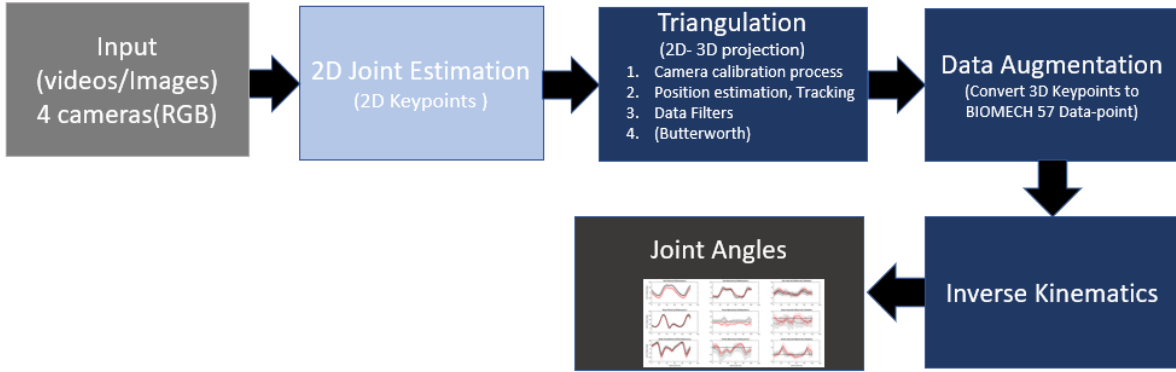 Input
(videos/Images)
4 cameras(RGB)
2D Joint Estimation
(2D Keypoints )
Triangulation
(2D- 3D projection)
1. Camera calibration process
2. Position estimation, Tracking
3. Data Filters
4. (Butterworth)
Data Augmentation
(Convert 3D Keypoints to
BIOMECH 57 Data-point)
Inverse Kinematics
Joint Angles